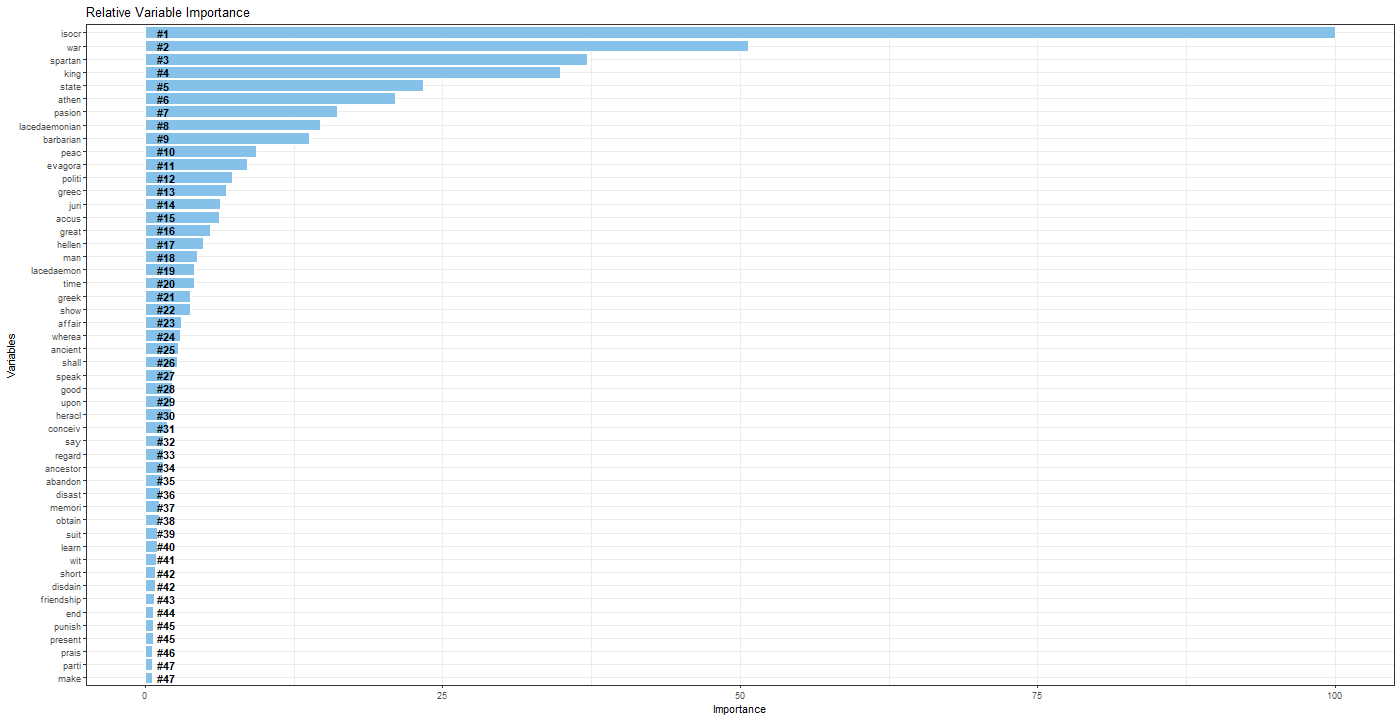 Relative Variable Importance
isocr #1
war #2
spartan #3
king #4
state #5
athen #6
pasion #7
lacedaemonian #8
barbarian #9
peac #10
evagora #11
politi #12
greec #13
juri #14
accus #15
great #16
hellen #17
man #18
lacedaemon #19
time #20
greek #21
show #22
affair #23
wherea #24
ancient #25
shall #26
speak #27
good #28
upon #29
heracl #30
conceiv #31
say #32
regard #33
ancestor #34
abandon #35
disast #36
memori #37
obtain #38
suit #39
learn #40
wit #41
short #42
disdain #42
friendship #43
end #44
punish #45
present #45
prais #46
parti #47
make #47
Variables
0 25 50 75 100
Importance